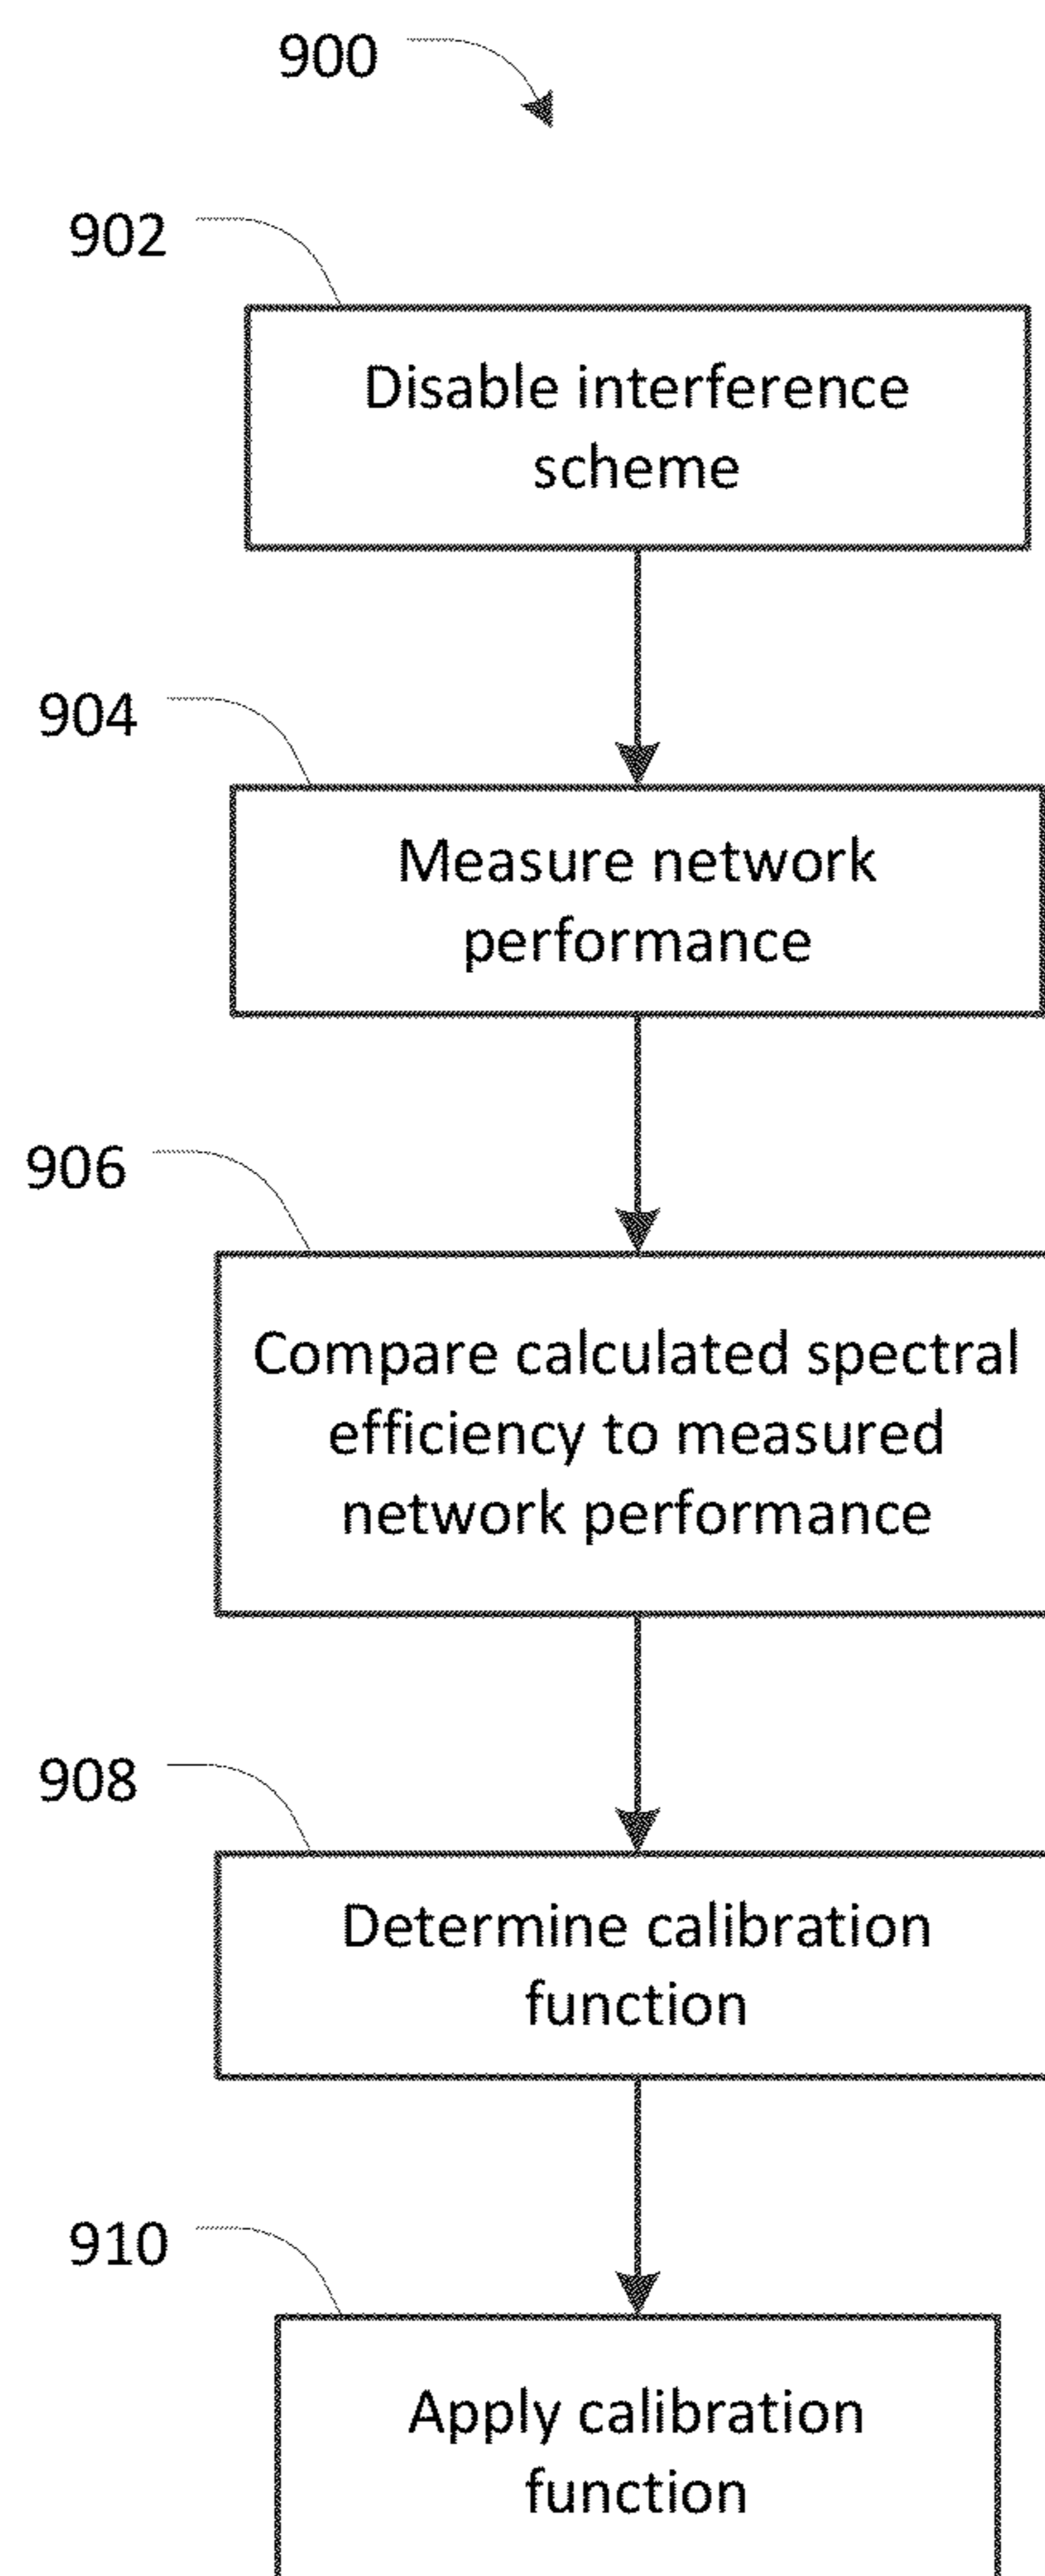 900
902
Disable interference
scheme
904
Measure network
performance
906
Compare calculated spectral
efficiency to measured
network performance
908
Determine calibration
function
910
Apply calibration
function